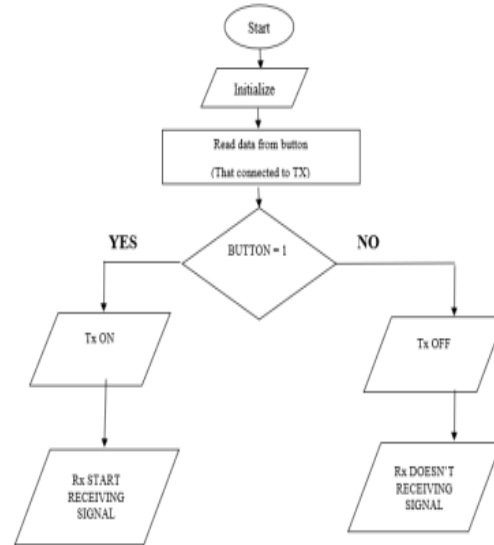 Start
Initialize
Read data from button
(That connected to TX)
YES
NO
BUTTON = 1
Tx ON
Tx OFF
Rx START
RECEIVING
SIGNAL
Rx DOESN'T
RECEIVING
SIGNAL